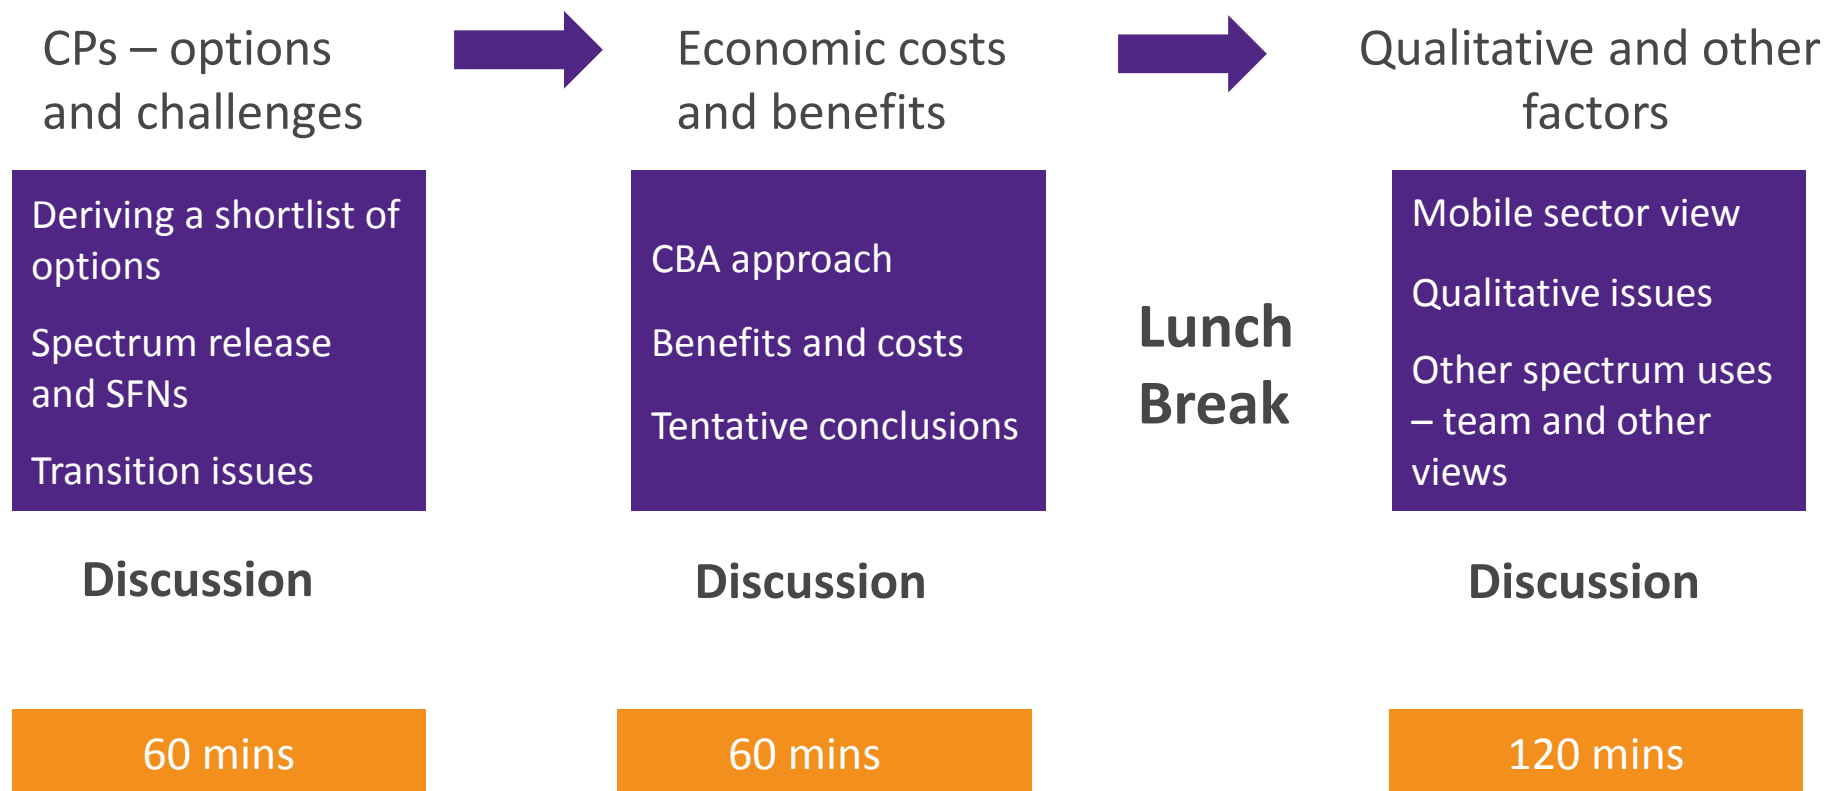 CPs – options
and challenges
Deriving a shortlist of
options
Spectrum release
and SFNs
Transition issues
Discussion
60 mins
Economic costs
and benefits
CBA approach
Benefits and costs
Tentative conclusions
Discussion
60 mins
Lunch
Break
Qualitative and other
factors
Mobile sector view
Qualitative issues
Other spectrum uses
– team and other
views
Discussion
120 mins